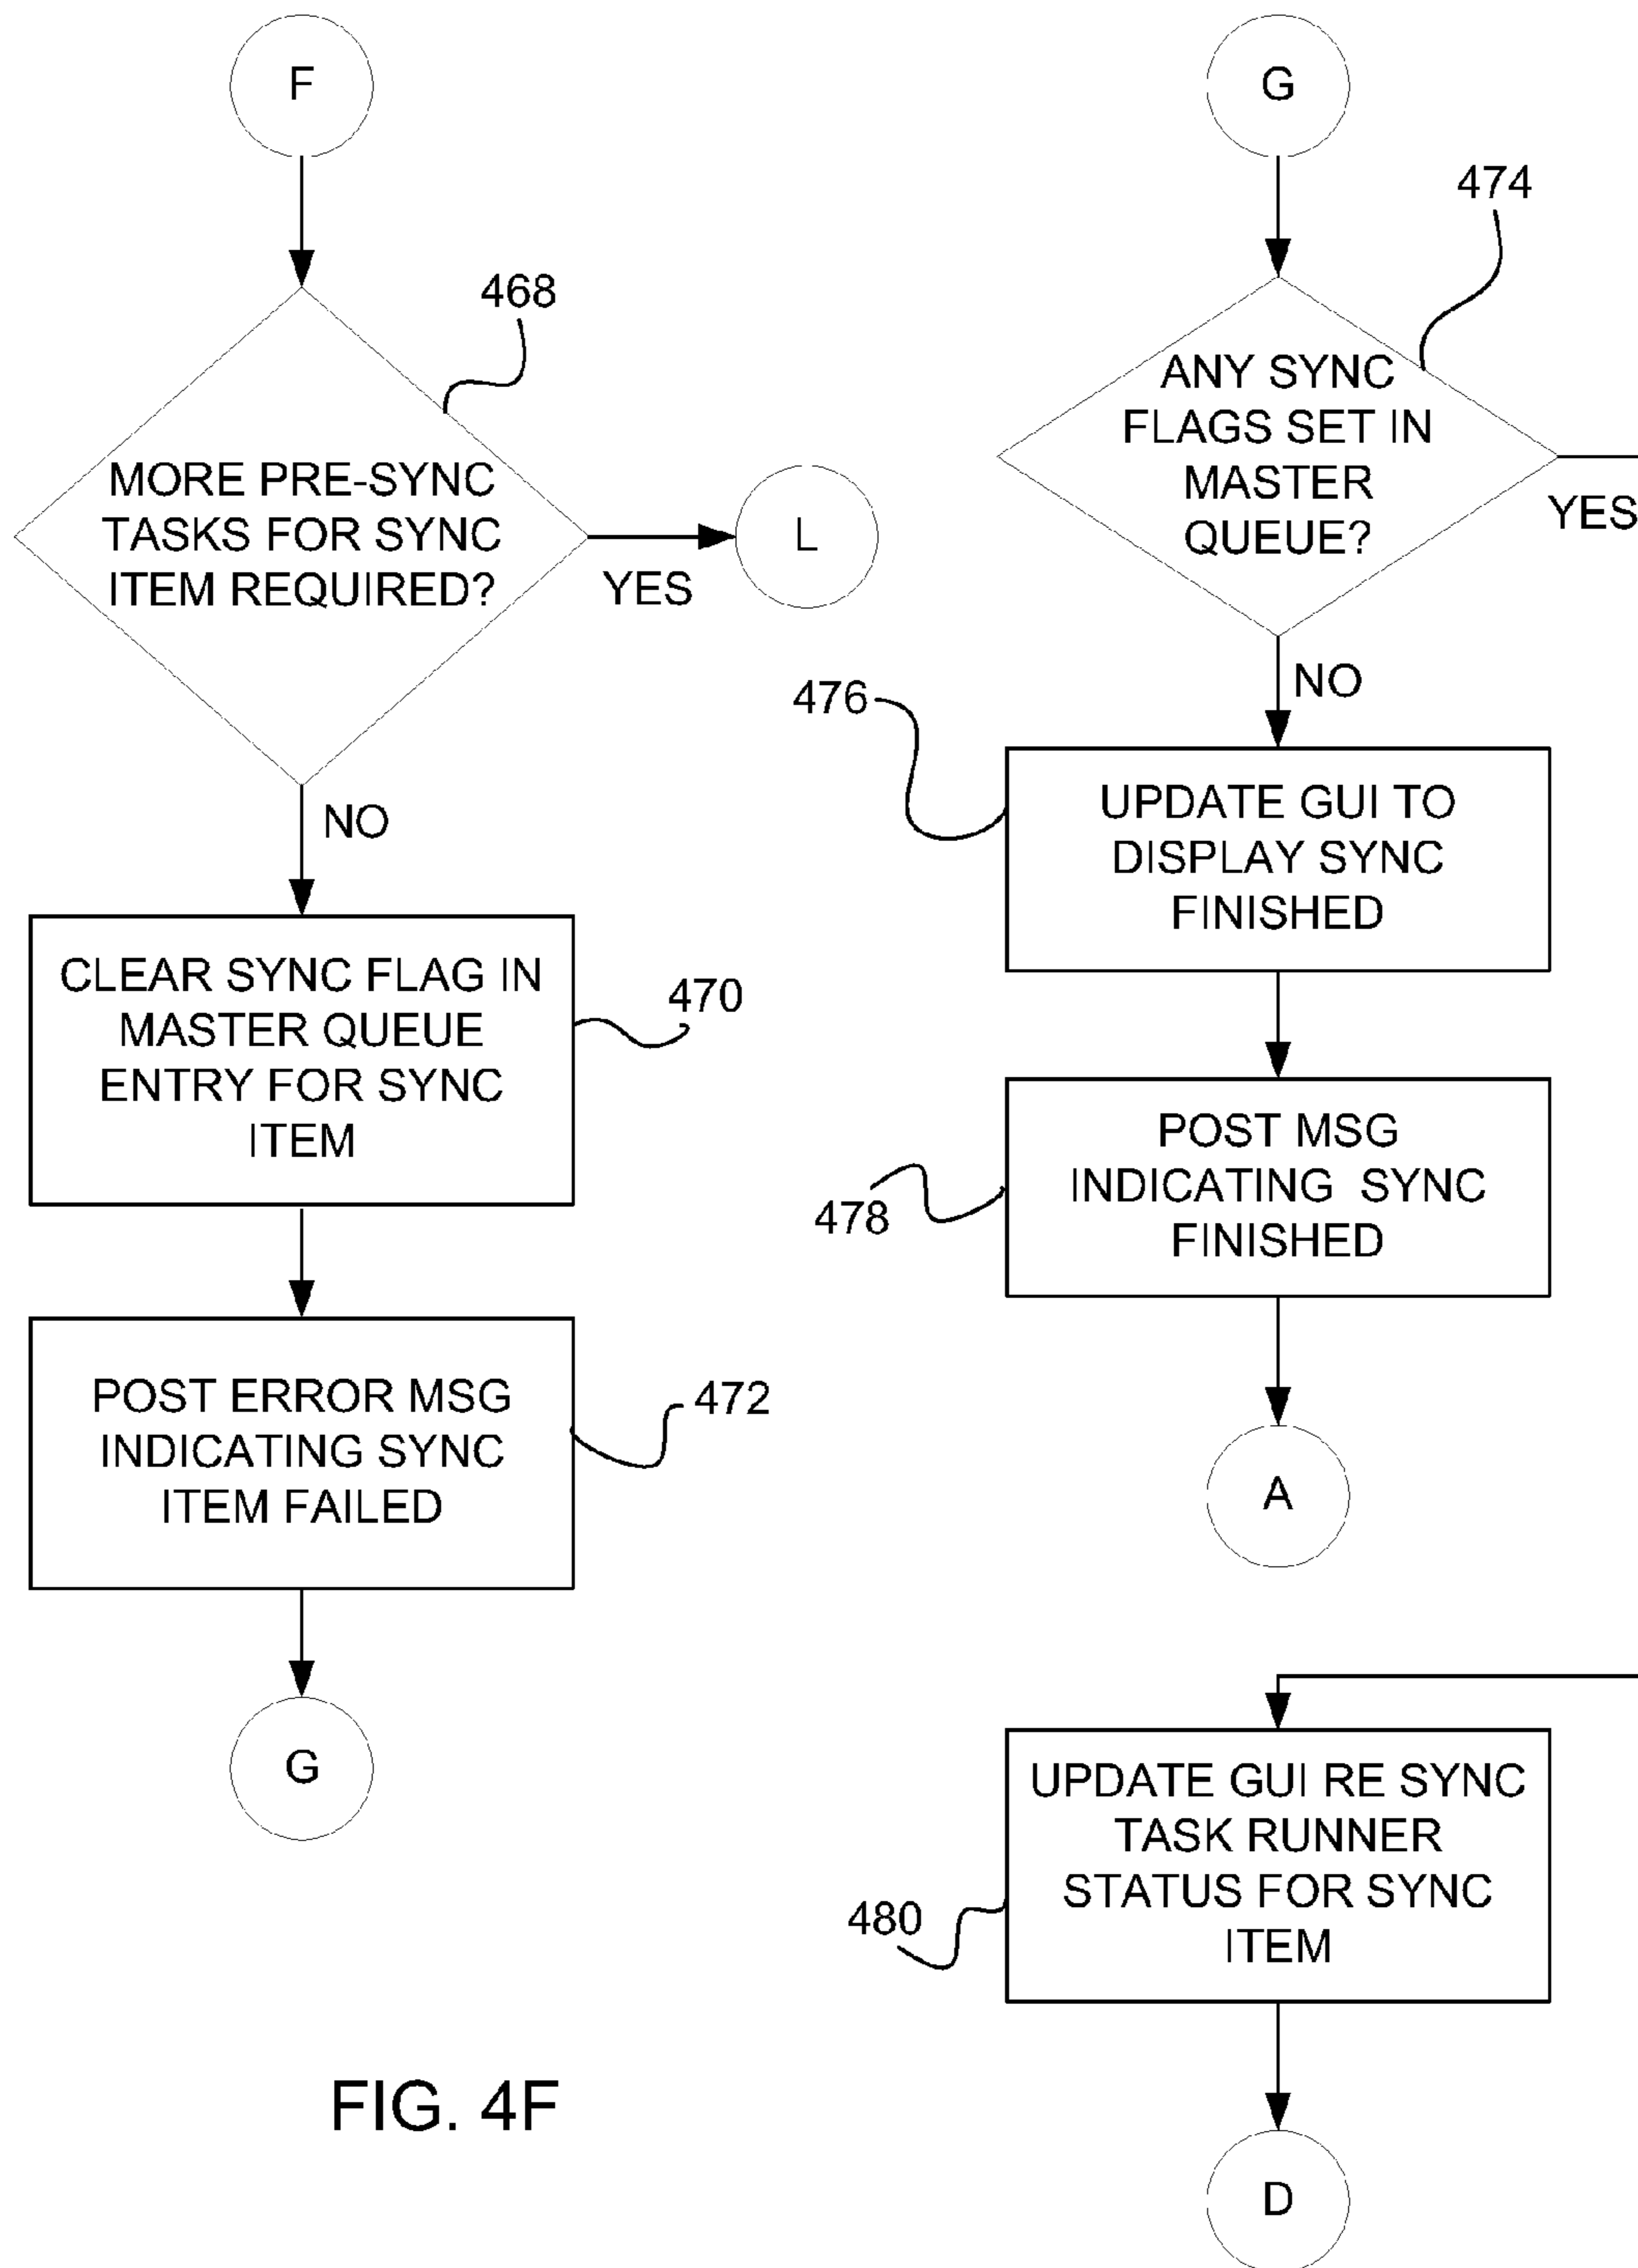 F
468
MORE PRE-SYNC
TASKS FOR SYNC
ITEM REQUIRED?
YES
L
NO
CLEAR SYNC FLAG IN
MASTER QUEUE
ENTRY FOR SYNC
ITEM
470
POST ERROR MSG
INDICATING SYNC
ITEM FAILED
472
G
FIG. 4F
G
474
ANY SYNC
FLAGS SET IN
MASTER
QUEUE?
YES
NO
476
UPDATE GUI TO
DISPLAY SYNC
FINISHED
POST MSG
INDICATING SYNC
FINISHED
478
A
UPDATE GUI RE SYNC
TASK RUNNER
STATUS FOR SYNC
ITEM
480
D